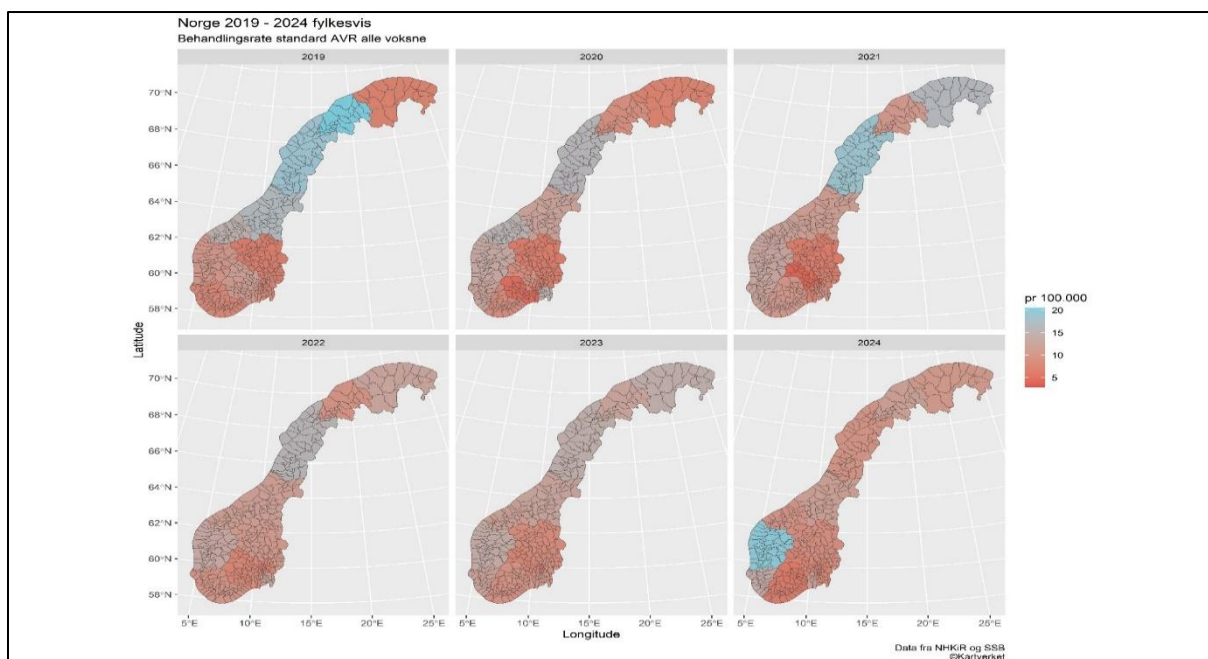 Norge 2019 - 2024 fylkesvis
Behandlingsrate standard AVR alle voksne
2019
2020
2021
70°N
68°N
66°N
64°N
62°N
60°N
58°N
pr 100.000
20
15
10
5
Latitude
2022
2023
2024
70°N
68°N
66°N
64°N
62°N
60°N
58°N
5°E
10°E
15°E
20°E
25°E
5°E
10°E
15°E
20°E
25°E
5°E
10°E
15°E
20°E
25°E
Longitude
Data fra NHKiR og SSB
©Kartverket